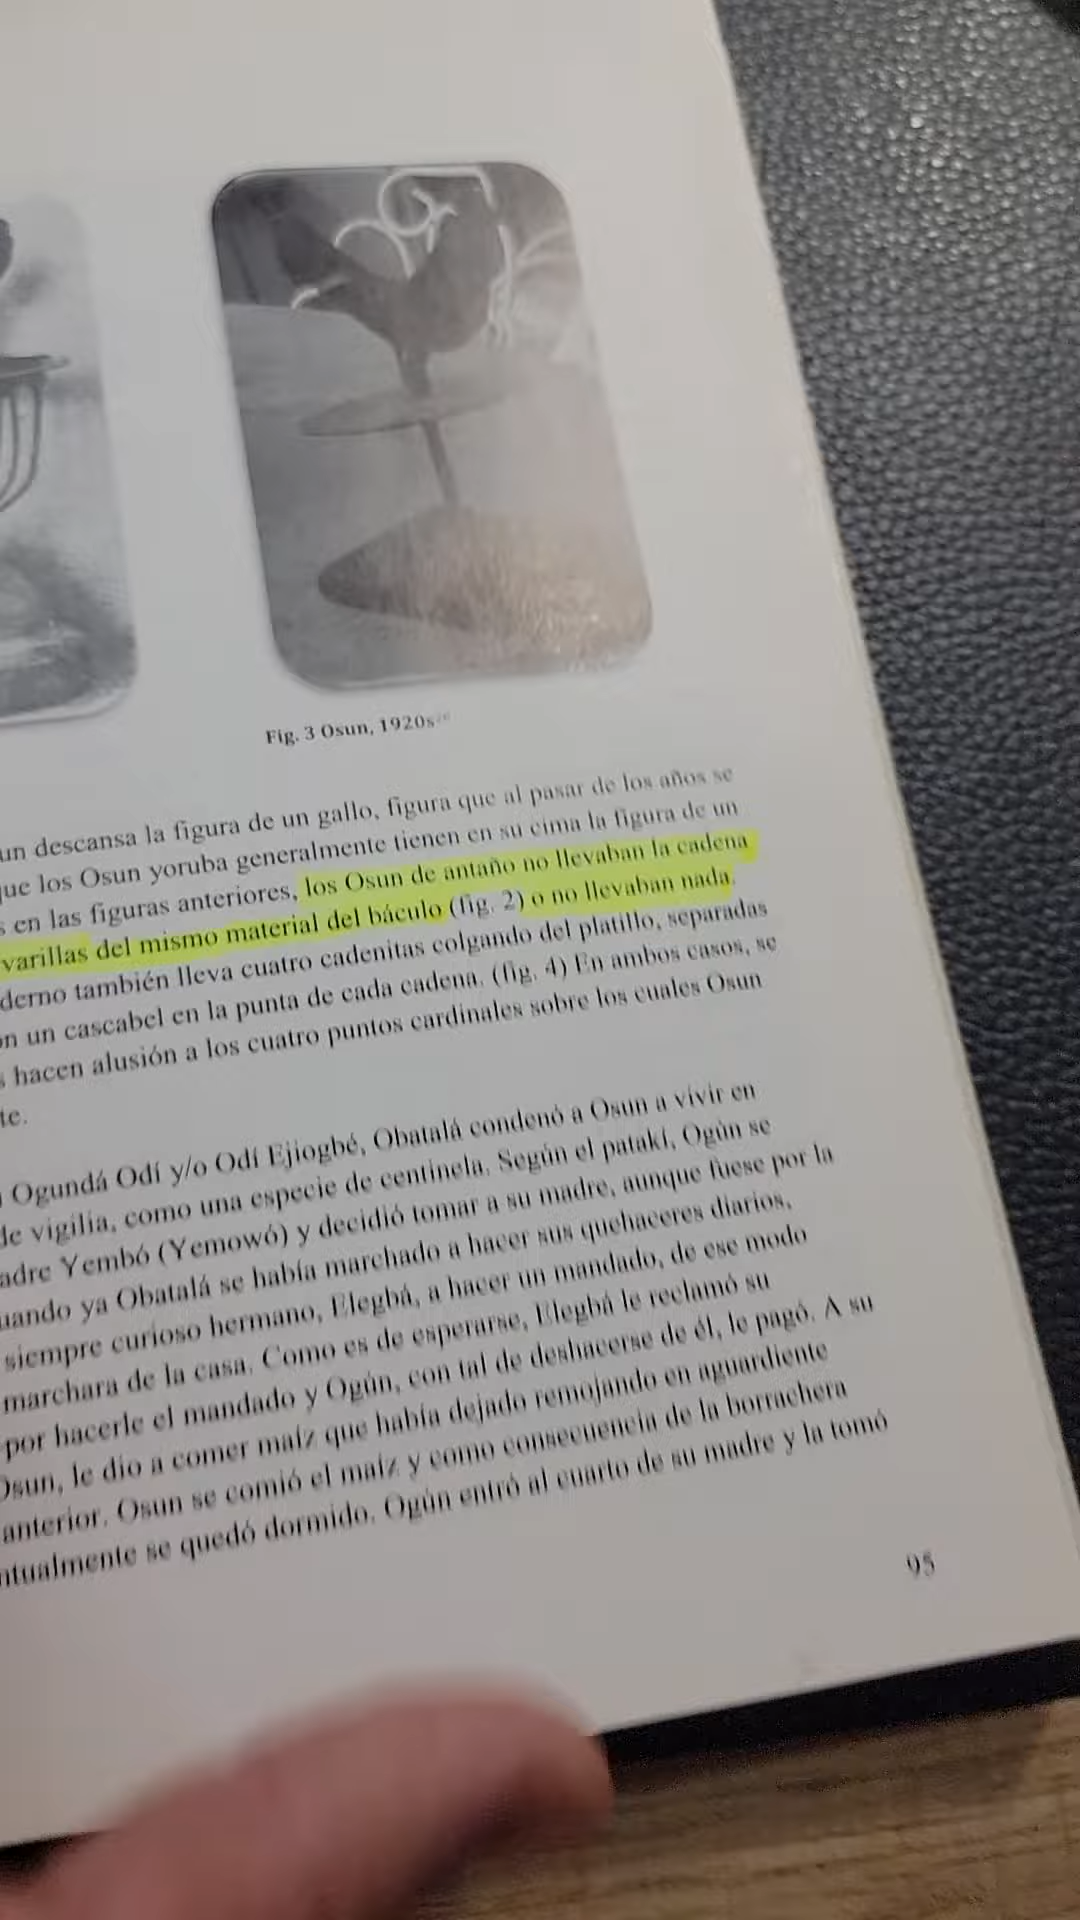 Fig. 3 Osun, 1920s
un descansa la figura de un gallo, figura que al pasar de los años se
que los Osun yoruba generalmente tienen en su cima la figura de un
s en las figuras anteriores, los Osun de antaño no llevaban la cadena
varillas del mismo material del báculo (fig. 2) o no llevaban nada.
derno también lleva cuatro cadenitas colgando del platillo, separadas
on un cascabel en la punta de cada cadena. (fig. 4) En ambos casos, se
s hacen alusión a los cuatro puntos cardinales sobre los cuales Osun
te.
Ogundá Odí y/o Odí Ejiogbé, Obatalá condenó a Osun a vivir en
de vigilia, como una especie de centinela. Según el patakí, Ogún se
adre Yembó (Yemowó) y decidió tomar a su madre, aunque fuese por la
uando ya Obatalá se había marchado a hacer sus quehaceres diarios,
siempre curioso hermano, Elegbá, a hacer un mandado, de ese modo
marchara de la casa. Como es de esperarse, Elegbá le reclamó su
por hacerle el mandado y Ogún, con tal de deshacerse de él, le pagó. A su
Osun, le dio a comer maíz que había dejado remojando en aguardiente
anterior. Osun se comió el maíz y como consecuencia de la borrachera
ntualmente se quedó dormido. Ogún entró al cuarto de su madre y la tomó
95